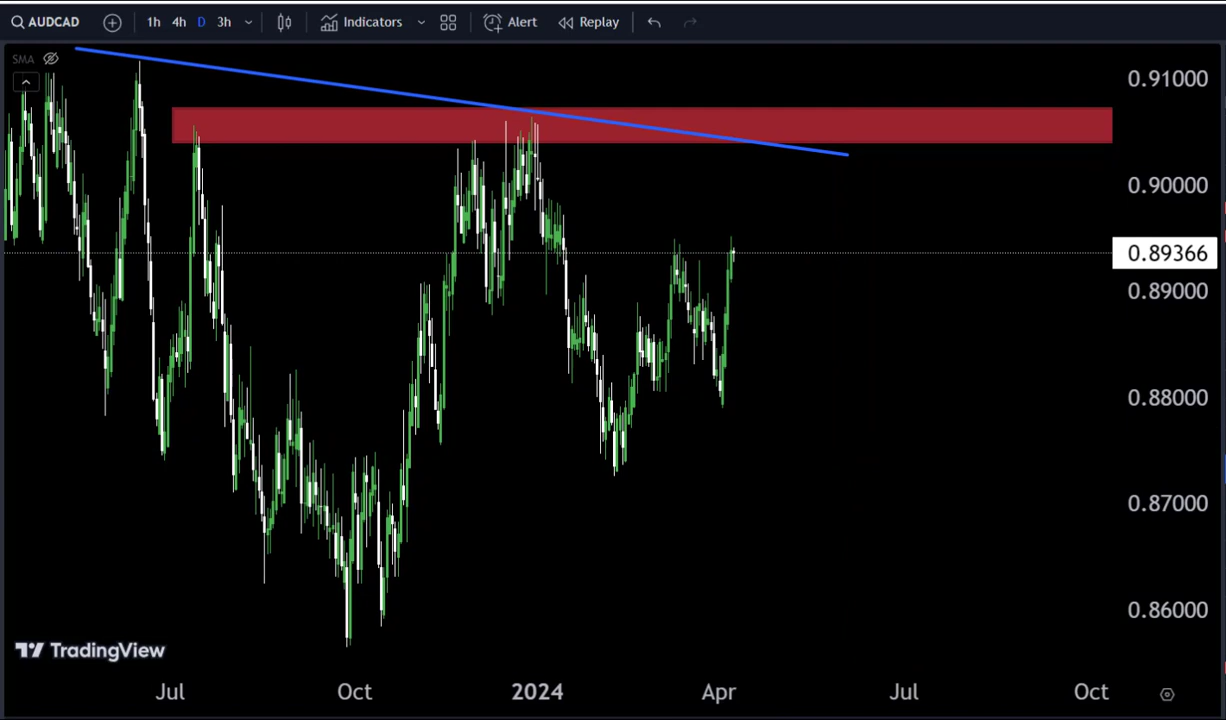 AUDCAD 1h 4h D 3h Indicators Alert Replay
SMA
0.91000
0.90000
0.89366
0.89000
0.88000
0.87000
0.86000
TradingView
Jul Oct 2024 Apr Jul Oct